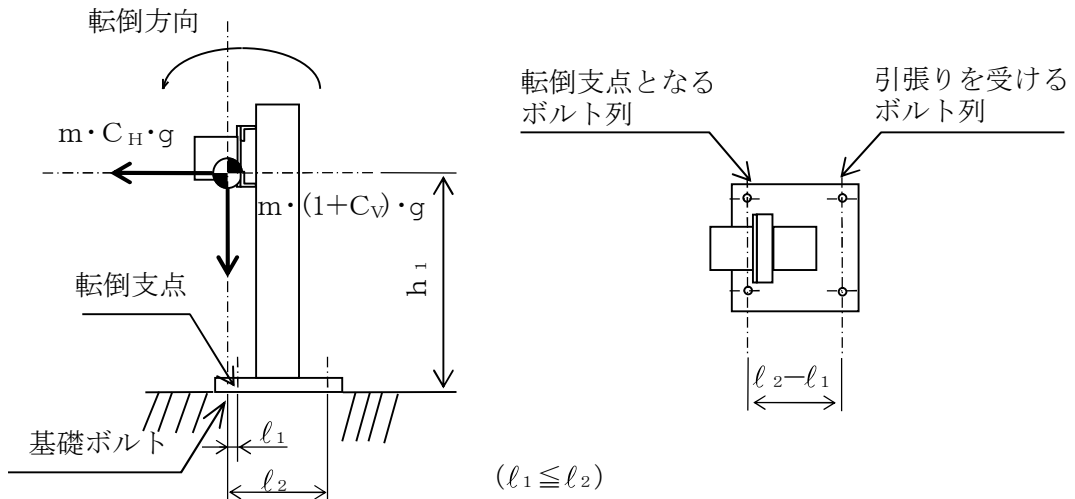 転倒方向
m・CH・g
m・(1+CV)・g
h1
転倒支点
基礎ボルト
ℓ1
ℓ2
(ℓ1≦ℓ2)
転倒支点となる
ボルト列
引張りを受ける
ボルト列
ℓ2−ℓ1